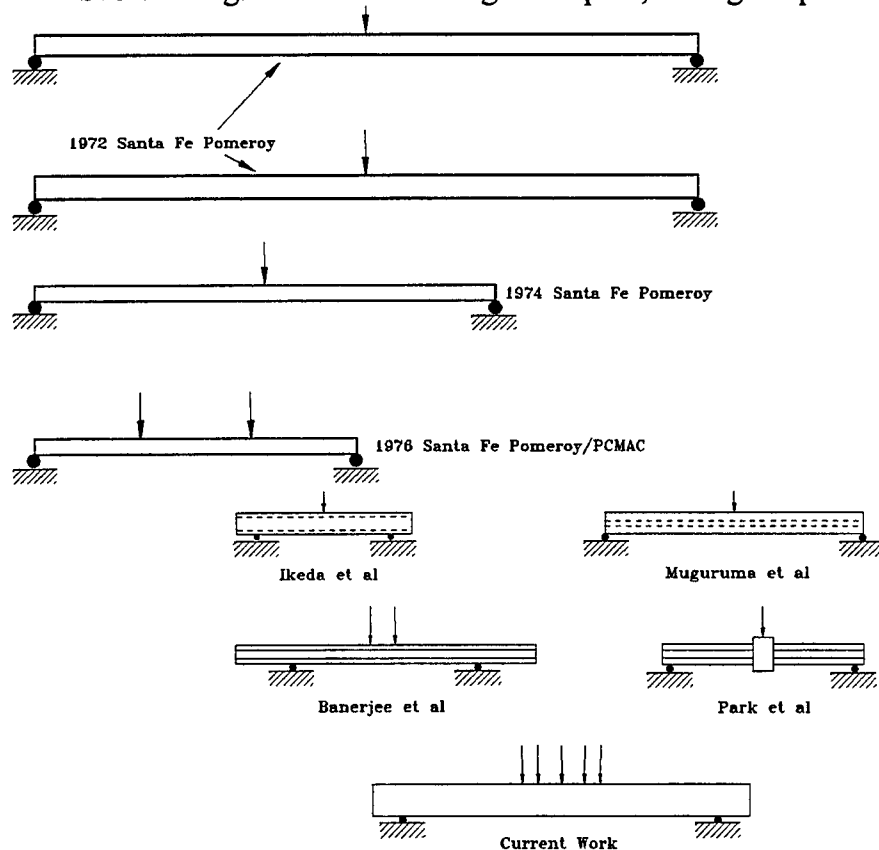 1972 Santa Fe Pomeroy
1974 Santa Fe Pomeroy
1976 Santa Fe Pomeroy/PCMAC
Ikeda et al
Muguruma et al
Banerjee et al
Park et al
Current Work